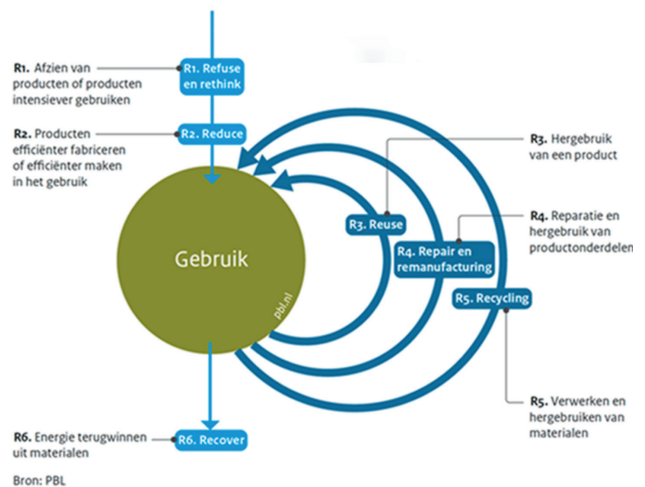 R1. Afzien van
producten of producten
intensiever gebruiken
R1. Refuse
en rethink
R2. Producten
efficiënter fabriceren
of efficiënter maken
in het gebruik
R2. Reduce
R3. Hergebruik
van een product
R3. Reuse
R4. Reparatie en
hergebruik van
productonderdelen
R4. Repair en
remanufacturing
Gebruik
pbl.nl
R5. Recycling
R5. Verwerken en
hergebruiken van
materialen
R6. Energie terugwinnen
uit materialen
R6. Recover
Bron: PBL